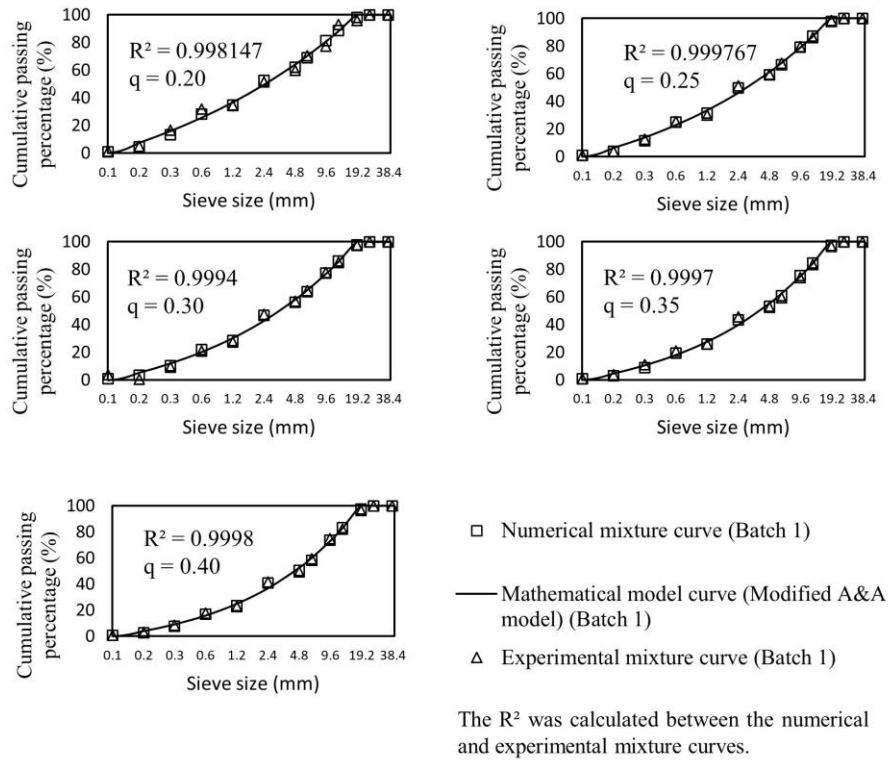 Cumulative passing
percentage (%)
100
80
60
40
20
0
R² = 0.998147
q = 0.20
0.1 0.2 0.3 0.6 1.2 2.4 4.8 9.6 19.2 38.4
Sieve size (mm)
Cumulative passing
percentage (%)
100
80
60
40
20
0
R² = 0.999767
q = 0.25
0.1 0.2 0.3 0.6 1.2 2.4 4.8 9.6 19.2 38.4
Sieve size (mm)
Cumulative passing
percentage (%)
100
80
60
40
20
0
R² = 0.9994
q = 0.30
0.1 0.2 0.3 0.6 1.2 2.4 4.8 9.6 19.2 38.4
Sieve size (mm)
Cumulative passing
percentage (%)
100
80
60
40
20
0
R² = 0.9997
q = 0.35
0.1 0.2 0.3 0.6 1.2 2.4 4.8 9.6 19.2 38.4
Sieve size (mm)
Cumulative passing
percentage (%)
100
80
60
40
20
0
R² = 0.9998
q = 0.40
0.1 0.2 0.3 0.6 1.2 2.4 4.8 9.6 19.2 38.4
Sieve size (mm)
Numerical mixture curve (Batch 1)
Mathematical model curve (Modified A&A
model) (Batch 1)
Experimental mixture curve (Batch 1)
The R² was calculated between the numerical
and experimental mixture curves.